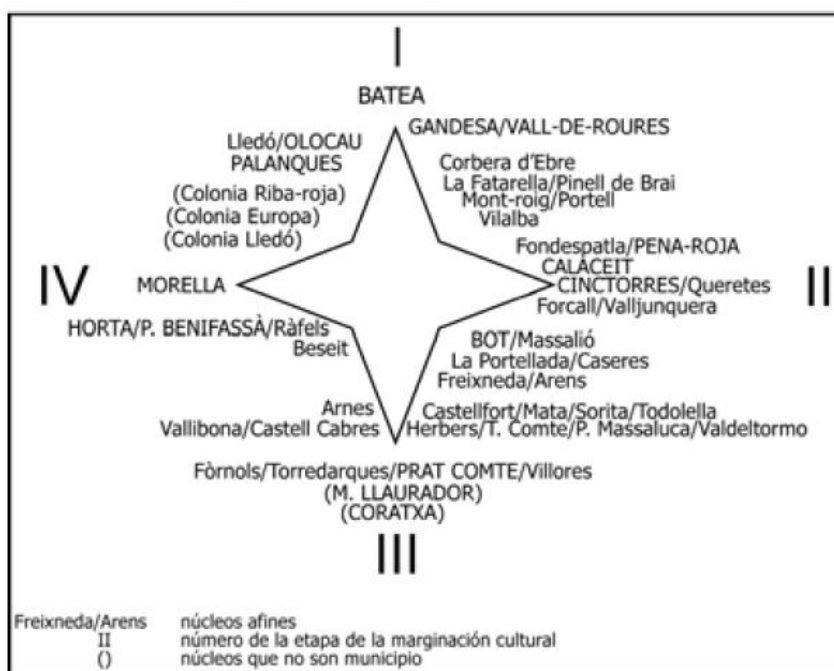 I
BATEA
GANDESA/VALL-DE-ROURES
Lledó/OLOCAU
PALANQUES
Corbera d'Ebre
La Fatarella/Pinell de Brai
Mont-roig/Portell
Vilalba
(Colonia Riba-roja)
(Colonia Europa)
(Colonia Lledó)
Fondespatla/PENA-ROJA
CALACEIT
CINCTORRES/Queretes
Forcall/Valljunquera
IV
MORELLA
II
HORTA/P. BENIFASSÀ/Ràfels
Beseit
BOT/Massalió
La Portellada/Caseres
Freixneda/Arens
Arnes
Vallibona/Castell Cabres
Castellfort/Mata/Sorita/Todolella
Herbers/T. Comte/P. Massaluca/Valdeltormo
Fòrnols/Torredarques/PRAT COMTE/Villores
(M. LLAURADOR)
(CORATXA)
III
Freixneda/Arens núcleos afines
II número de la etapa de la marginación cultural
() núcleos que no son municipio